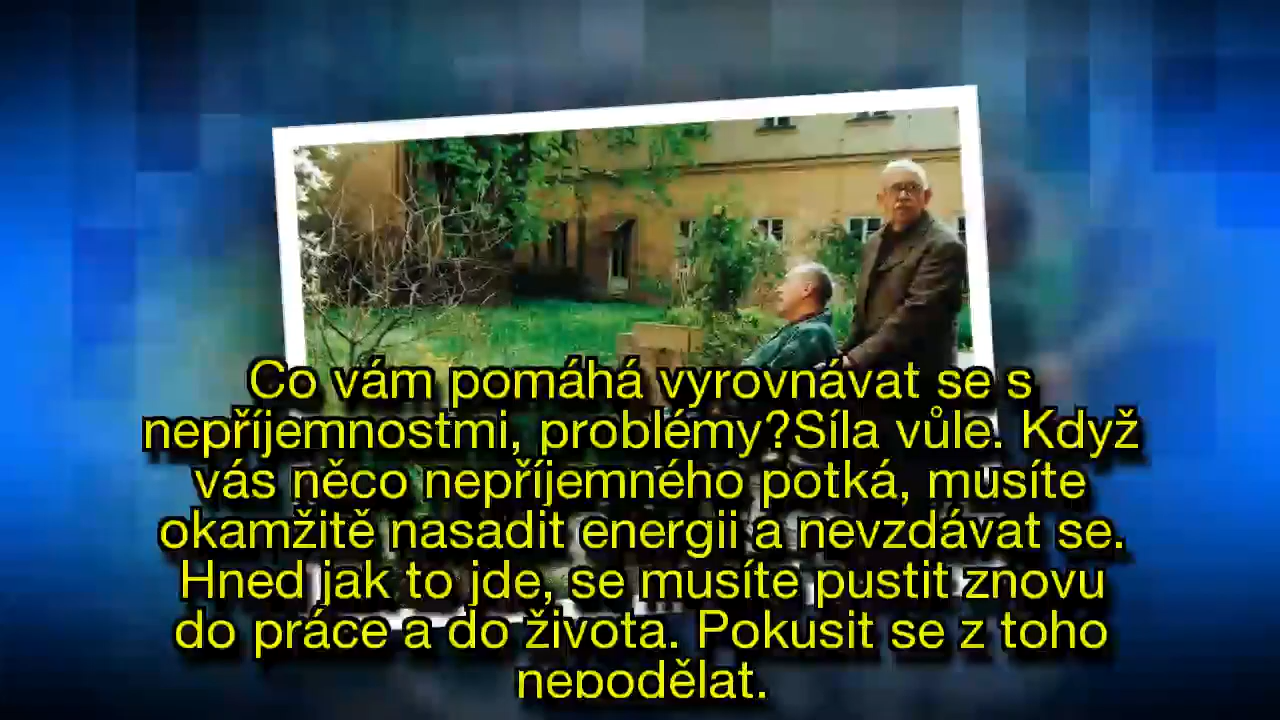 Co vám pomáhá vyrovnávat se s
nepříjemnostmi, problémy?Síla vůle. Když
vás něco nepříjemného potká, musíte
okamžitě nasadit energii a nevzdávat se.
Hned jak to jde, se musíte pustit znovu
do práce a do života. Pokusit se z toho
nepodělat.